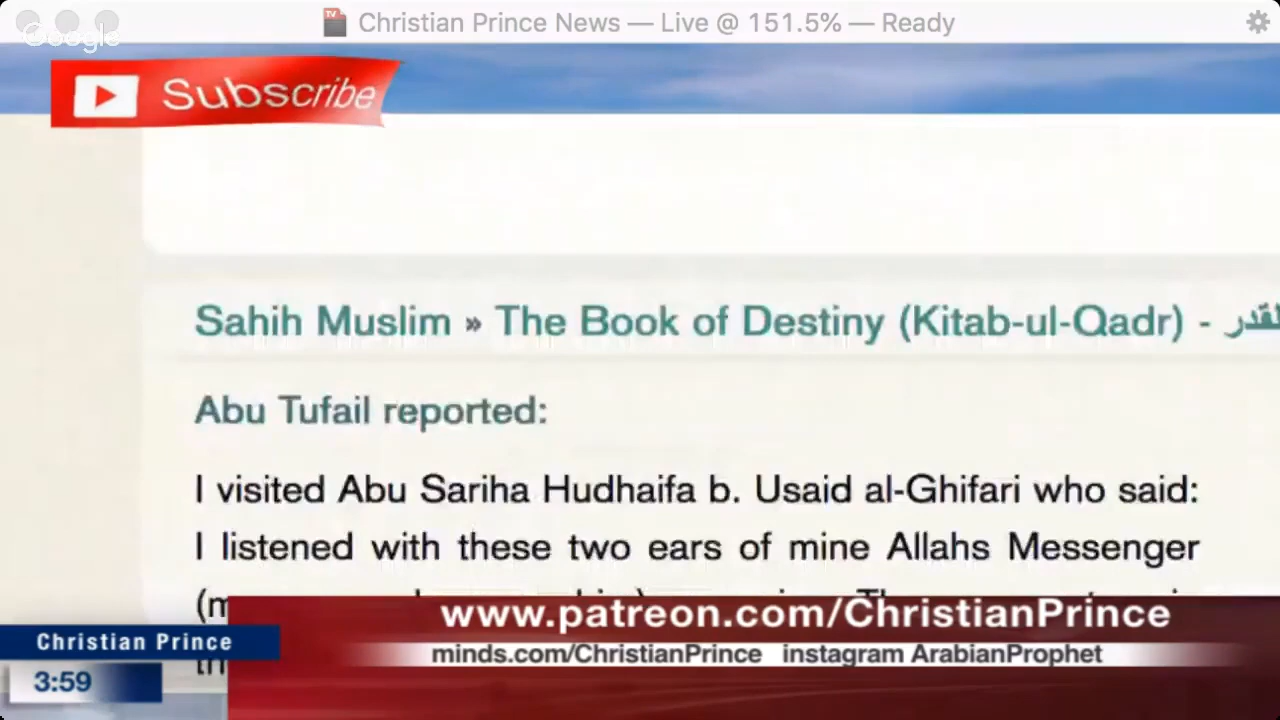 Christian Prince News — Live @ 151.5% — Ready
Google
Subscribe
Sahih Muslim » The Book of Destiny (Kitab-ul-Qadr) -
Abu Tufail reported:
I visited Abu Sariha Hudhaifa b. Usaid al-Ghifari who said:
I listened with these two ears of mine Allahs Messenger
www.patreon.com/ChristianPrince
Christian Prince
minds.com/ChristianPrince instagram ArabianProphet
3:59